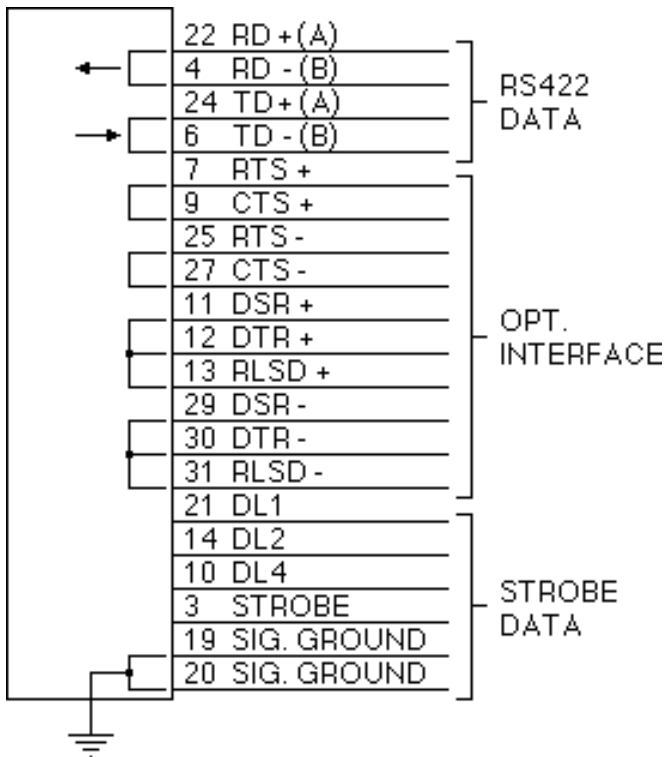 22 RD +(A)
4 RD -(B)
24 TD+(A)
6 TD -(B)
7 RTS +
9 CTS +
25 RTS -
27 CTS -
11 DSR +
12 DTR +
13 RLSD +
29 DSR -
30 DTR -
31 RLSD -
21 DL1
14 DL2
10 DL4
3 STROBE
19 SIG. GROUND
20 SIG. GROUND
RS422
DATA
OPT.
INTERFACE
STROBE
DATA